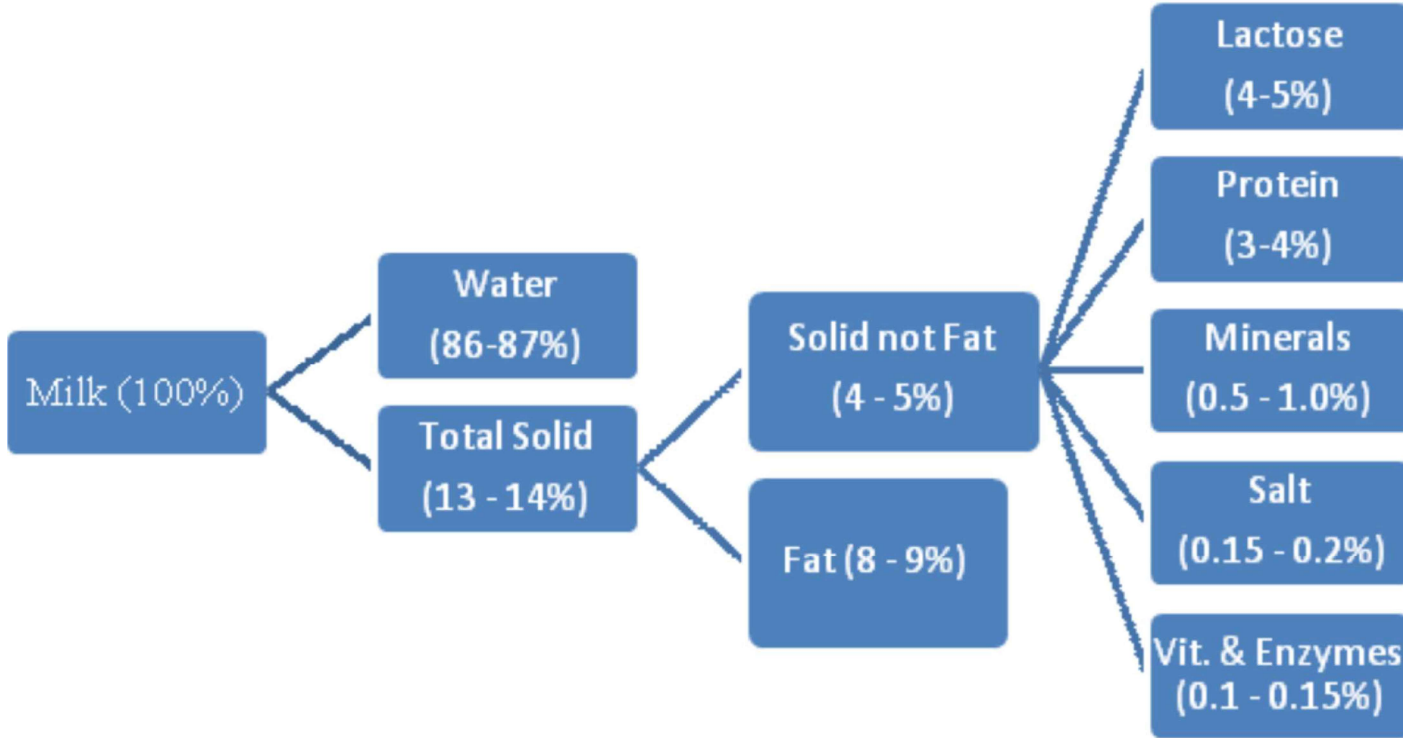 Milk (100%)
Water
(86-87%)
Total Solid
(13 - 14%)
Solid not Fat
(4 - 5%)
Fat (8 - 9%)
Lactose
(4-5%)
Protein
(3-4%)
Minerals
(0.5 - 1.0%)
Salt
(0.15 - 0.2%)
Vit. & Enzymes
(0.1 - 0.15%)